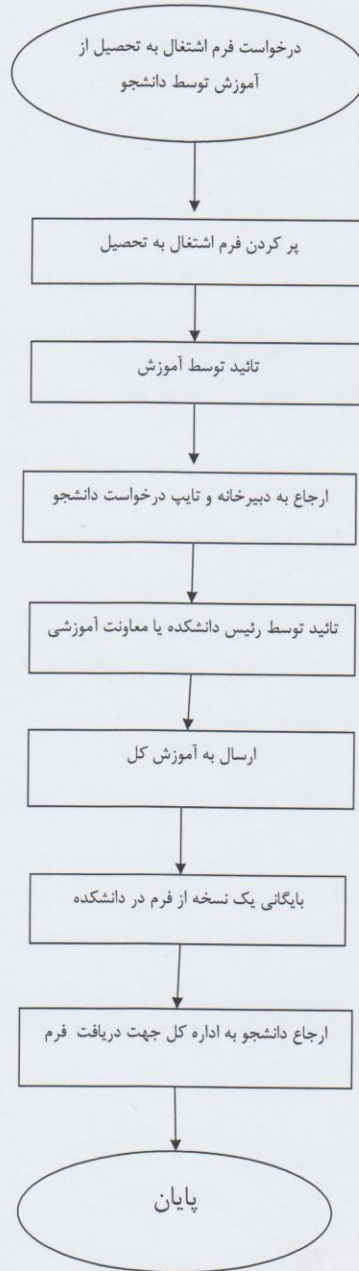 درخواست فرم اشتغال به تحصیل از
آموزش توسط دانشجو
پر کردن فرم اشتغال به تحصیل
تائید توسط آموزش
ارجاع به دبیرخانه و تایپ درخواست دانشجو
تائید توسط رئیس دانشکده یا معاونت آموزشی
ارسال به آموزش کل
بایگانی یک نسخه از فرم در دانشکده
ارجاع دانشجو به اداره کل جهت دریافت فرم
پایان